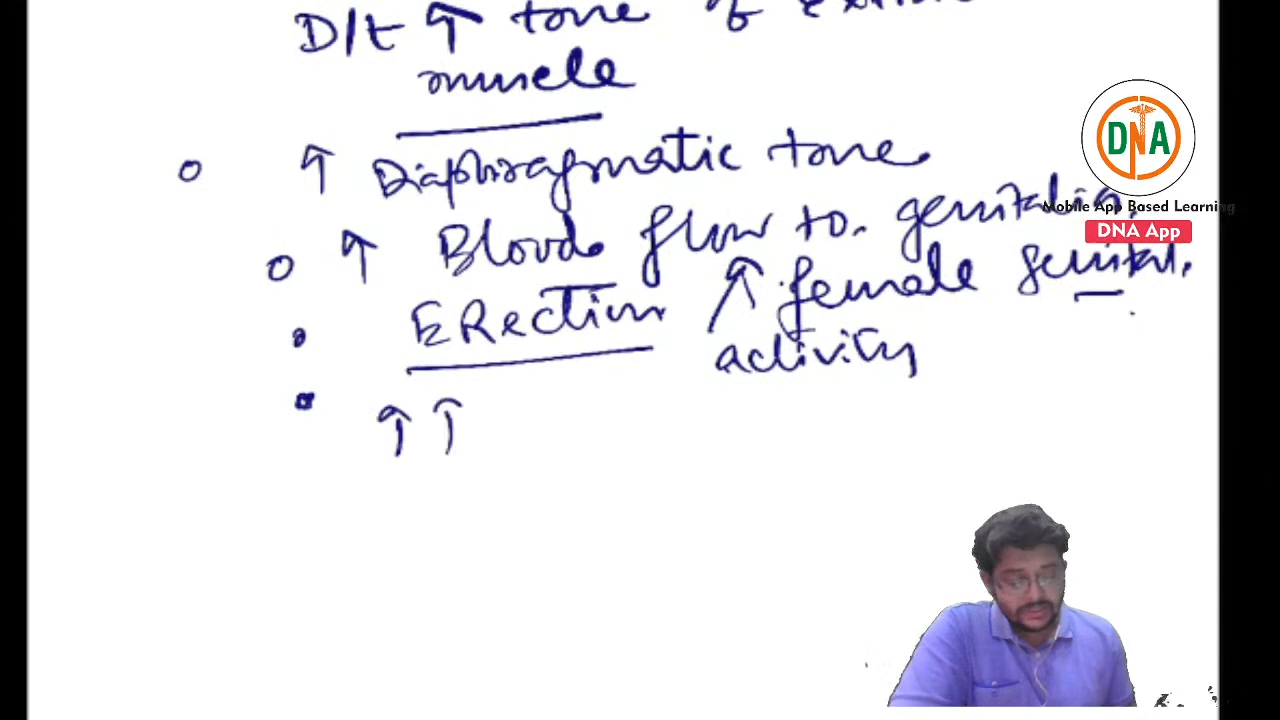 D/t ↑ tone of
muscle
↑ Diaphragmatic tone
↑ Blood flow to genitalia
ERection ↑ female genital
activity
↑ ↑
DNA
Mobile App Based Learning
DNA App